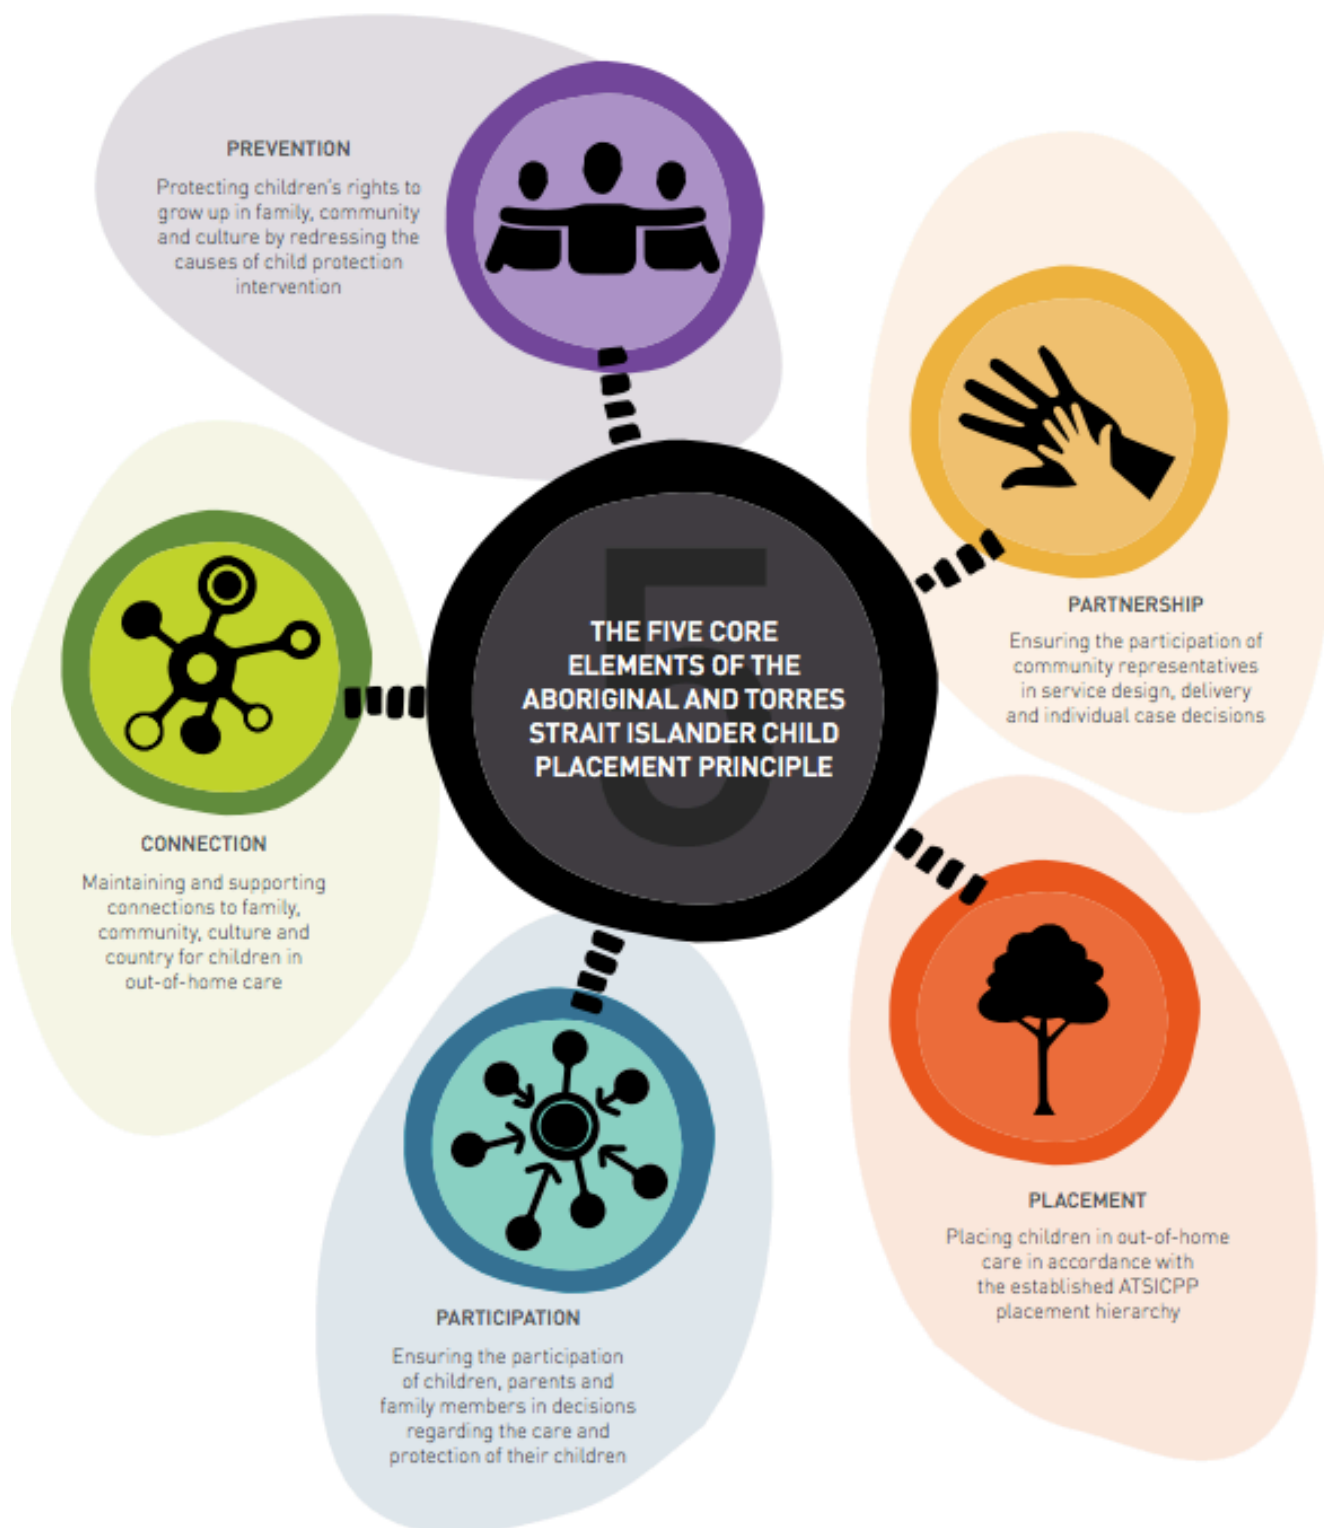 PREVENTION
Protecting children's rights to
grow up in family, community
and culture by redressing the
causes of child protection
intervention
PARTNERSHIP
Ensuring the participation of
community representatives
in service design, delivery
and individual case decisions
5
THE FIVE CORE
ELEMENTS OF THE
ABORIGINAL AND TORRES
STRAIT ISLANDER CHILD
PLACEMENT PRINCIPLE
CONNECTION
Maintaining and supporting
connections to family,
community, culture and
country for children in
out-of-home care
PLACEMENT
Placing children in out-of-home
care in accordance with
the established ATSICPP
placement hierarchy
PARTICIPATION
Ensuring the participation
of children, parents and
family members in decisions
regarding the care and
protection of their children